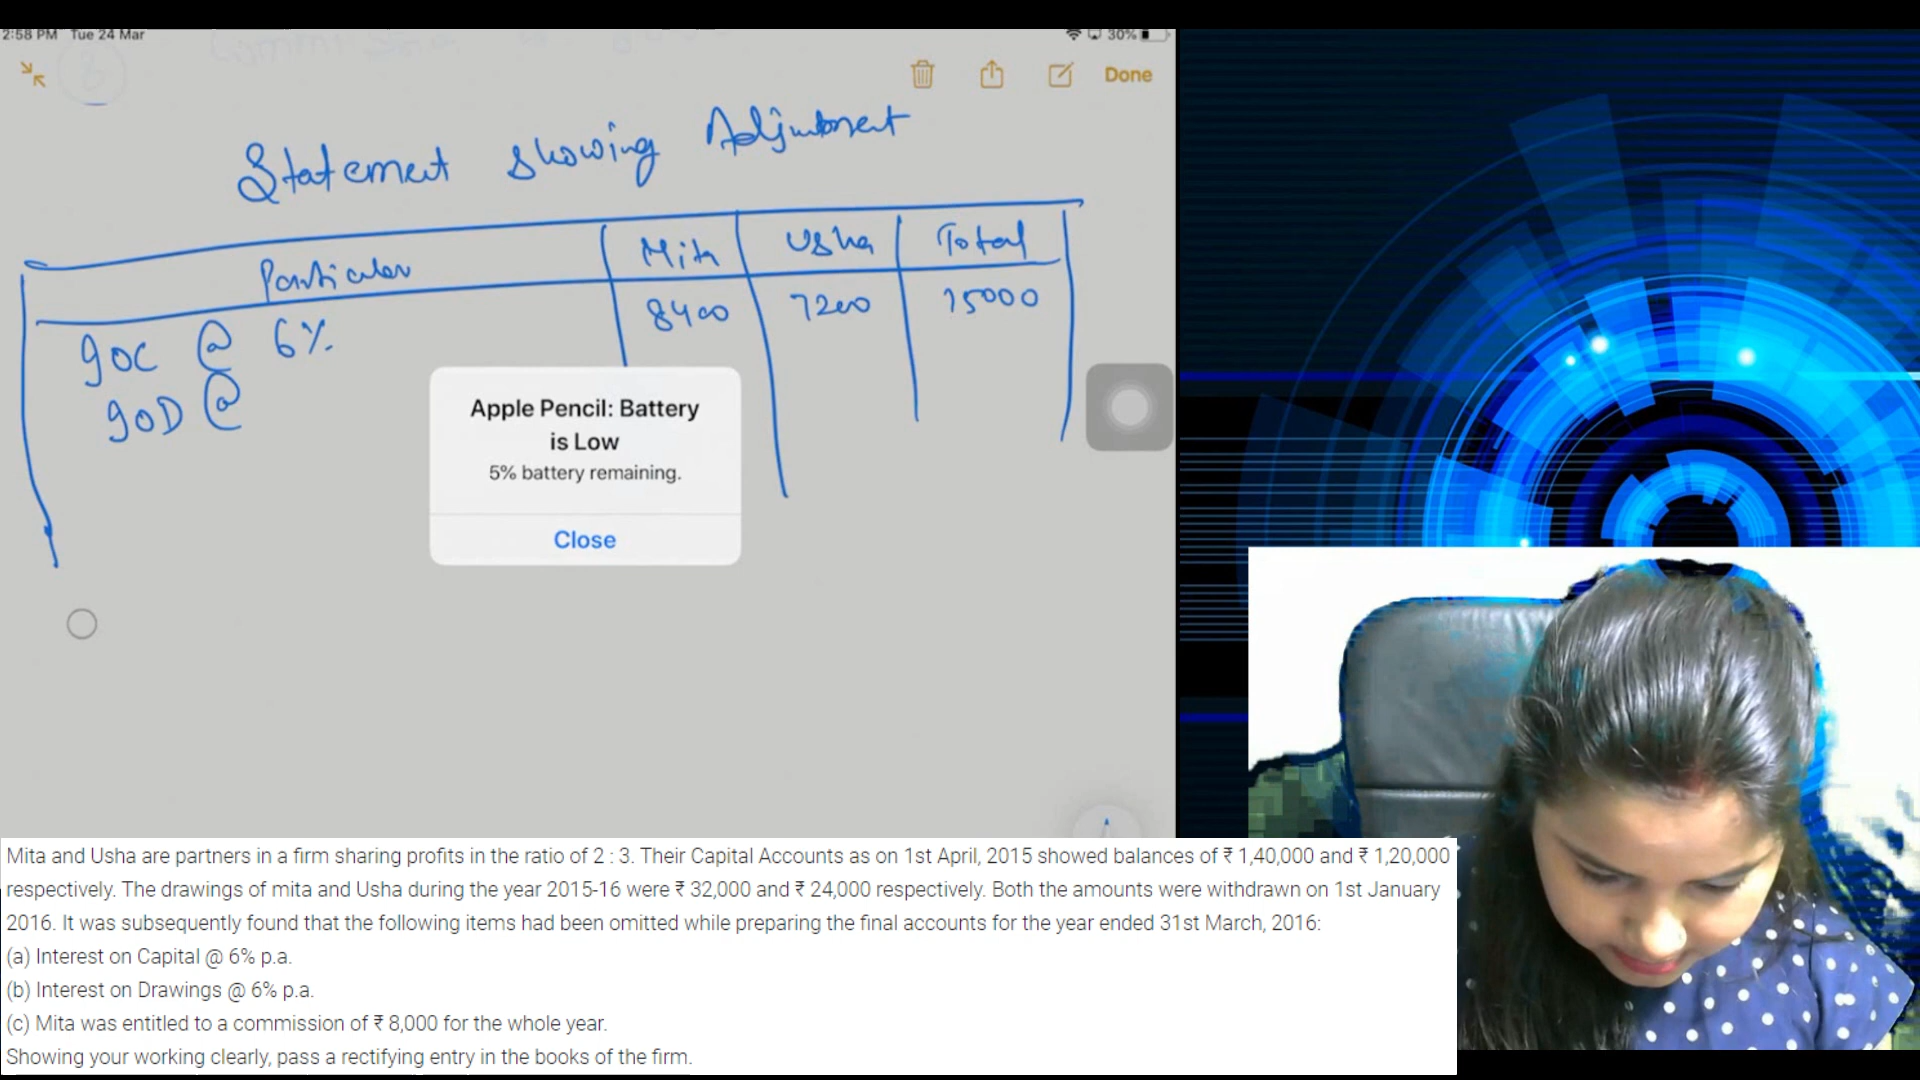 2:58 PM Tue 24 Mar
30%
Done
Statement showing Adjustment
Particular Mita Usha Total
IOC @ 6% 8400 7200 15000
IOD @
Apple Pencil: Battery
is Low
5% battery remaining.
Close
Mita and Usha are partners in a firm sharing profits in the ratio of 2 : 3. Their Capital Accounts as on 1st April, 2015 showed balances of ₹ 1,40,000 and ₹ 1,20,000
respectively. The drawings of mita and Usha during the year 2015-16 were ₹ 32,000 and ₹ 24,000 respectively. Both the amounts were withdrawn on 1st January
2016. It was subsequently found that the following items had been omitted while preparing the final accounts for the year ended 31st March, 2016:
(a) Interest on Capital @ 6% p.a.
(b) Interest on Drawings @ 6% p.a.
(c) Mita was entitled to a commission of ₹ 8,000 for the whole year.
Showing your working clearly, pass a rectifying entry in the books of the firm.